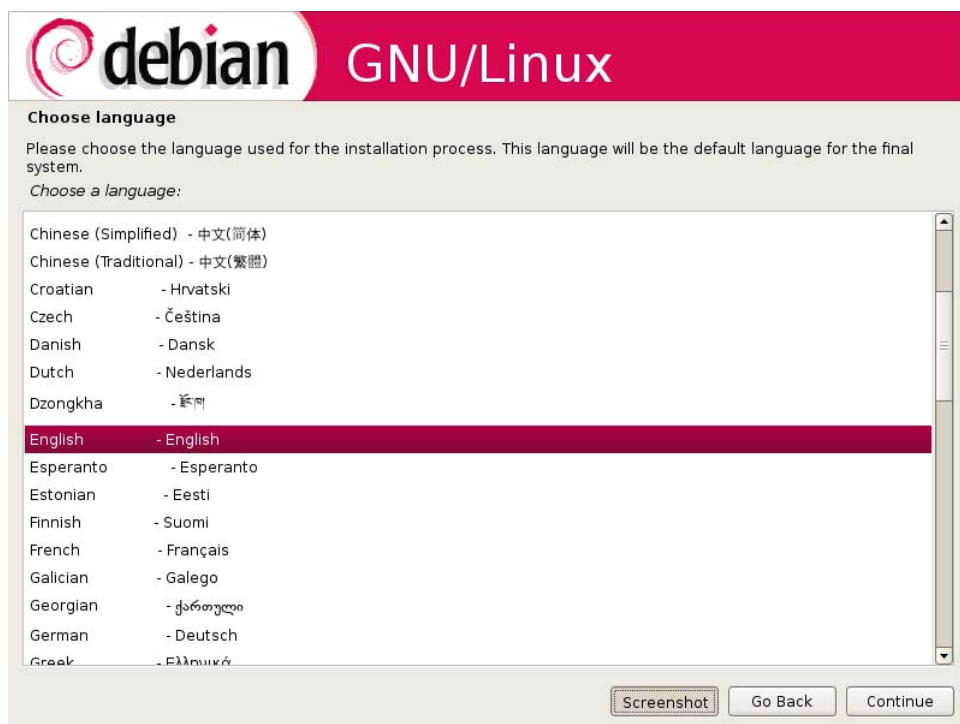 debian GNU/Linux
Choose language
Please choose the language used for the installation process. This language will be the default language for the final
system.
Choose a language:
Chinese (Simplified) - 中文(简体)
Chinese (Traditional) - 中文(繁體)
Croatian - Hrvatski
Czech - Čeština
Danish - Dansk
Dutch - Nederlands
Dzongkha - རྫོང་ཁ།
English - English
Esperanto - Esperanto
Estonian - Eesti
Finnish - Suomi
French - Français
Galician - Galego
Georgian - ქართული
German - Deutsch
Greek - Ελληνικά
Screenshot Go Back Continue